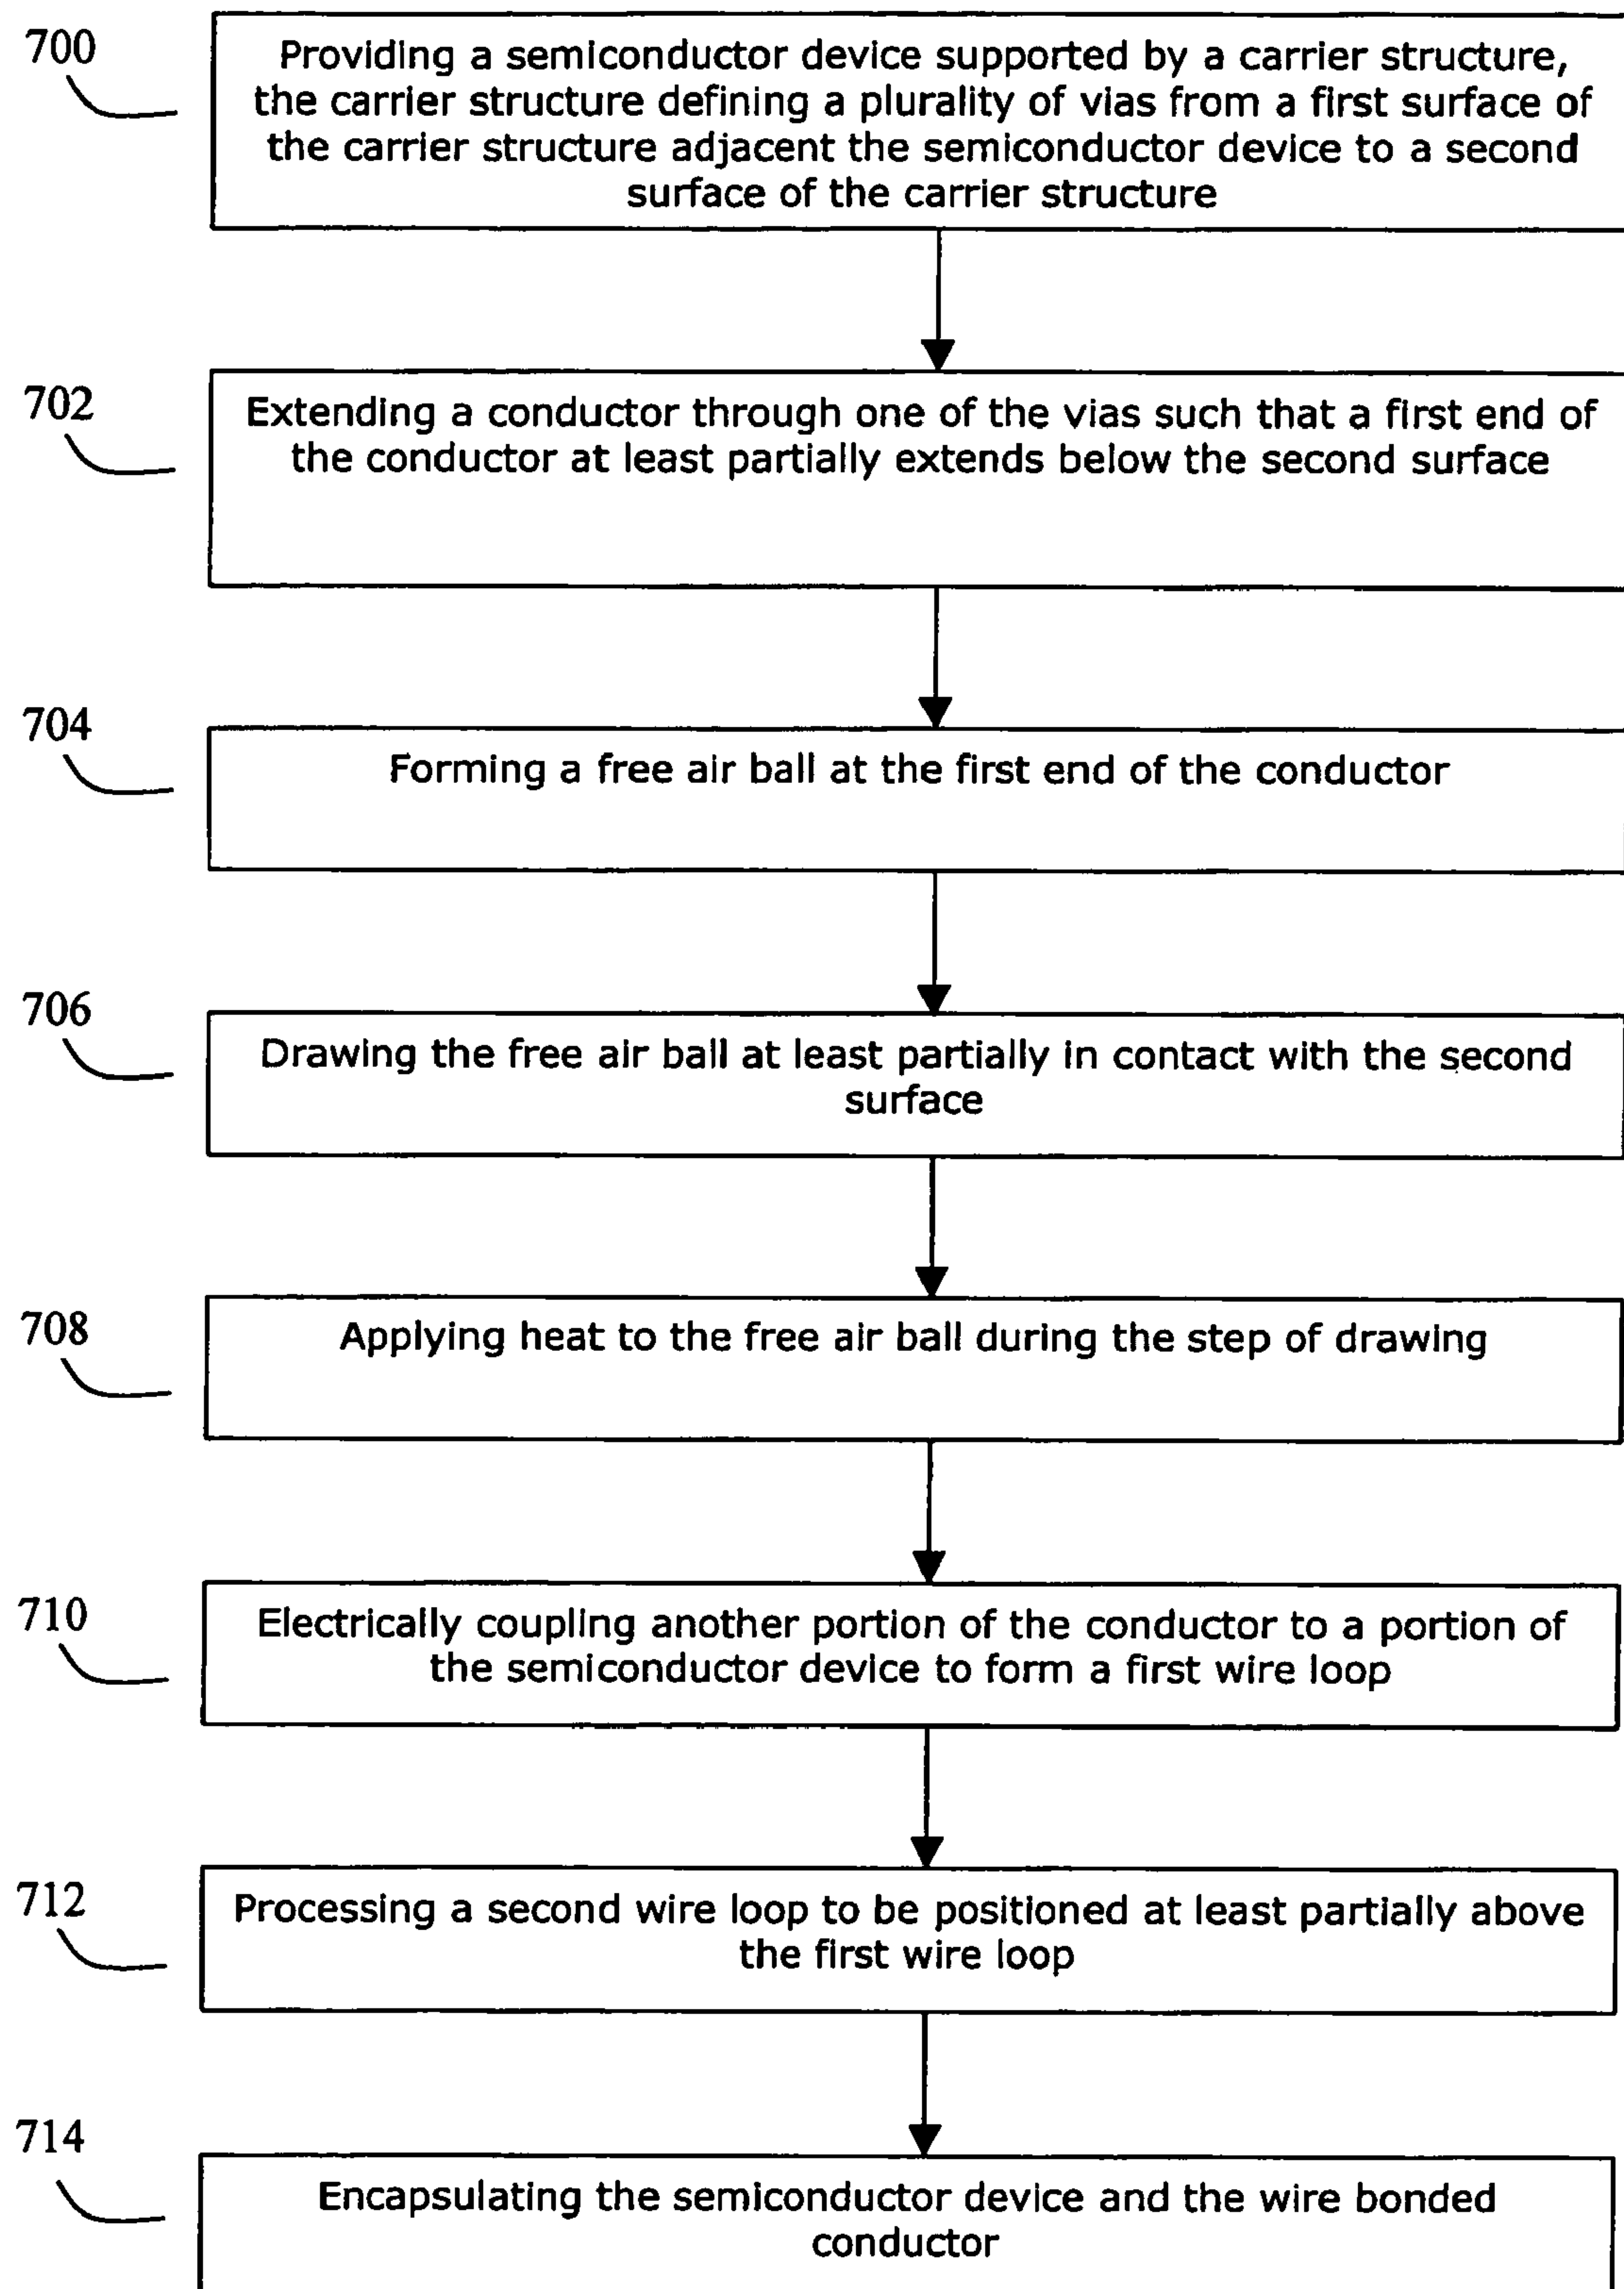 700
Providing a semiconductor device supported by a carrier structure,
the carrier structure defining a plurality of vias from a first surface of
the carrier structure adjacent the semiconductor device to a second
surface of the carrier structure
702
Extending a conductor through one of the vias such that a first end of
the conductor at least partially extends below the second surface
704
Forming a free air ball at the first end of the conductor
706
Drawing the free air ball at least partially in contact with the second
surface
708
Applying heat to the free air ball during the step of drawing
710
Electrically coupling another portion of the conductor to a portion of
the semiconductor device to form a first wire loop
712
Processing a second wire loop to be positioned at least partially above
the first wire loop
714
Encapsulating the semiconductor device and the wire bonded
conductor